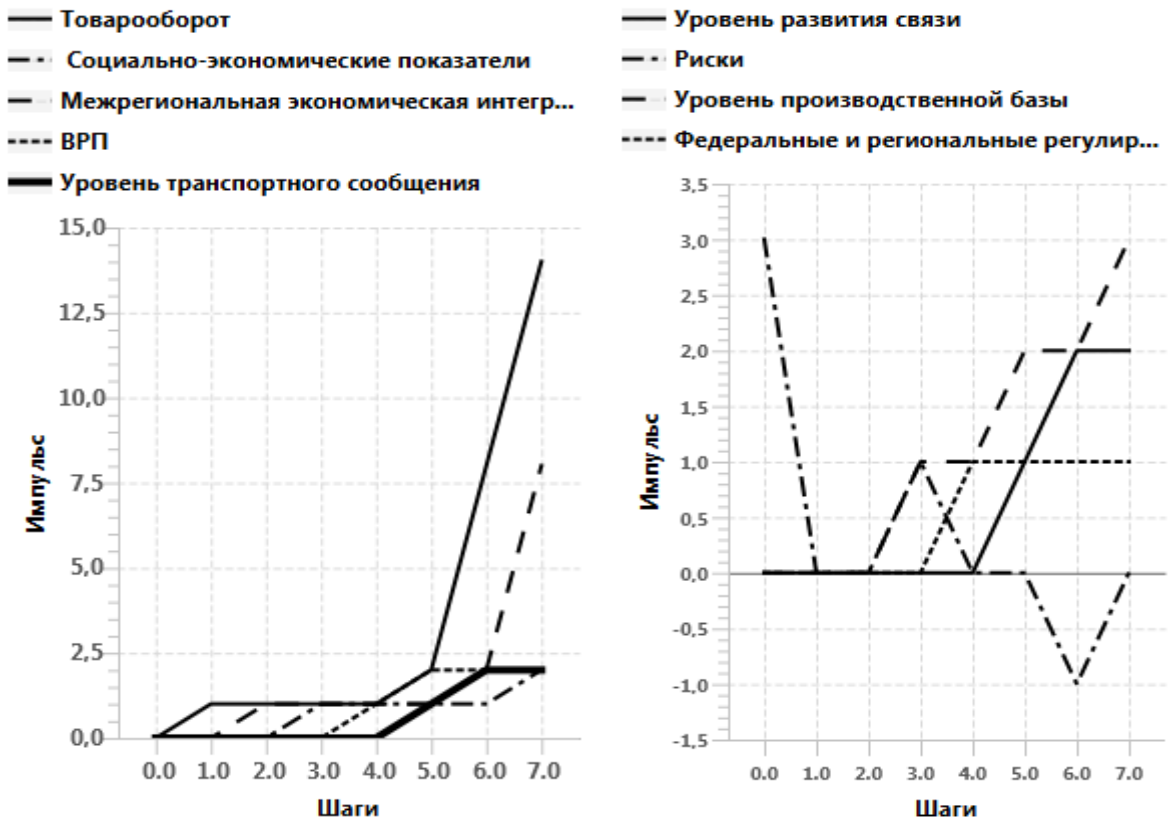 Товарооборот
Социально-экономические показатели
Межрегиональная экономическая интегр...
ВРП
Уровень транспортного сообщения
15,0
12,5
10,0
7,5
5,0
2,5
0,0
Импульс
0.0 1.0 2.0 3.0 4.0 5.0 6.0 7.0
Шаги
Уровень развития связи
Риски
Уровень производственной базы
Федеральные и региональные регулир...
3,5
3,0
2,5
2,0
1,5
1,0
0,5
0,0
-0,5
-1,0
-1,5
Импульс
0.0 1.0 2.0 3.0 4.0 5.0 6.0 7.0
Шаги